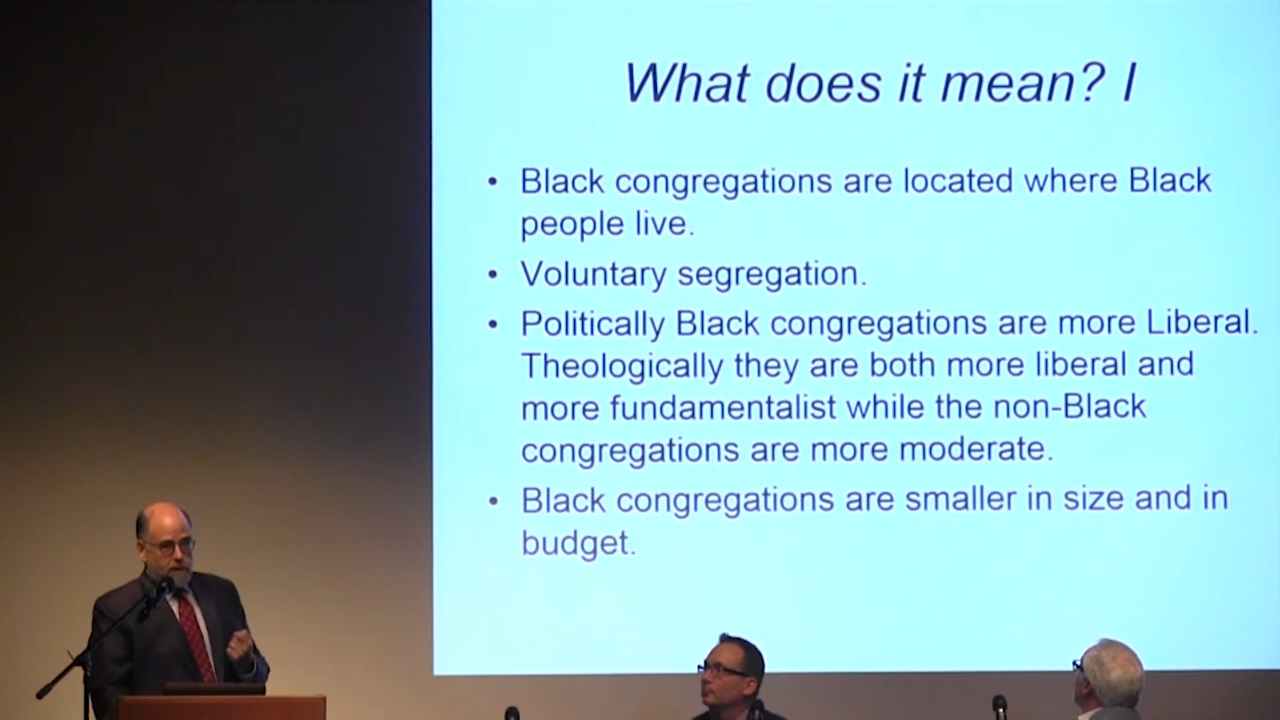 What does it mean? I
• Black congregations are located where Black
people live.
• Voluntary segregation.
• Politically Black congregations are more Liberal.
Theologically they are both more liberal and
more fundamentalist while the non-Black
congregations are more moderate.
• Black congregations are smaller in size and in
budget.